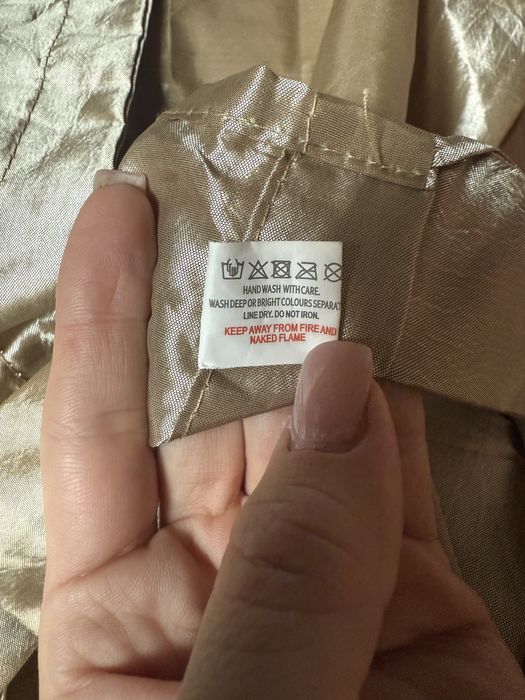 HAND WASH WITH CARE.
WASH DEEP OR BRIGHT COLOURS SEPARAT
LINE DRY. DO NOT IRON.
KEEP AWAY FROM FIRE AND
NAKED FLAME